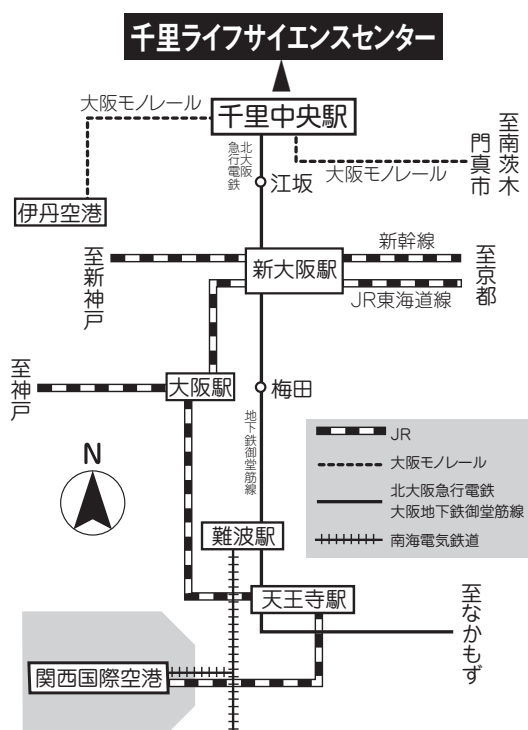 千里ライフサイエンスセンター
大阪モノレール
千里中央駅
至南茨木
門真市
北大阪
急行電鉄
大阪モノレール
江坂
伊丹空港
新幹線
至新神戸
新大阪駅
至京都
JR東海道線
至神戸
大阪駅
梅田
地下鉄御堂筋線
JR
大阪モノレール
北大阪急行電鉄
大阪地下鉄御堂筋線
南海電気鉄道
N
難波駅
天王寺駅
至なかもず
関西国際空港